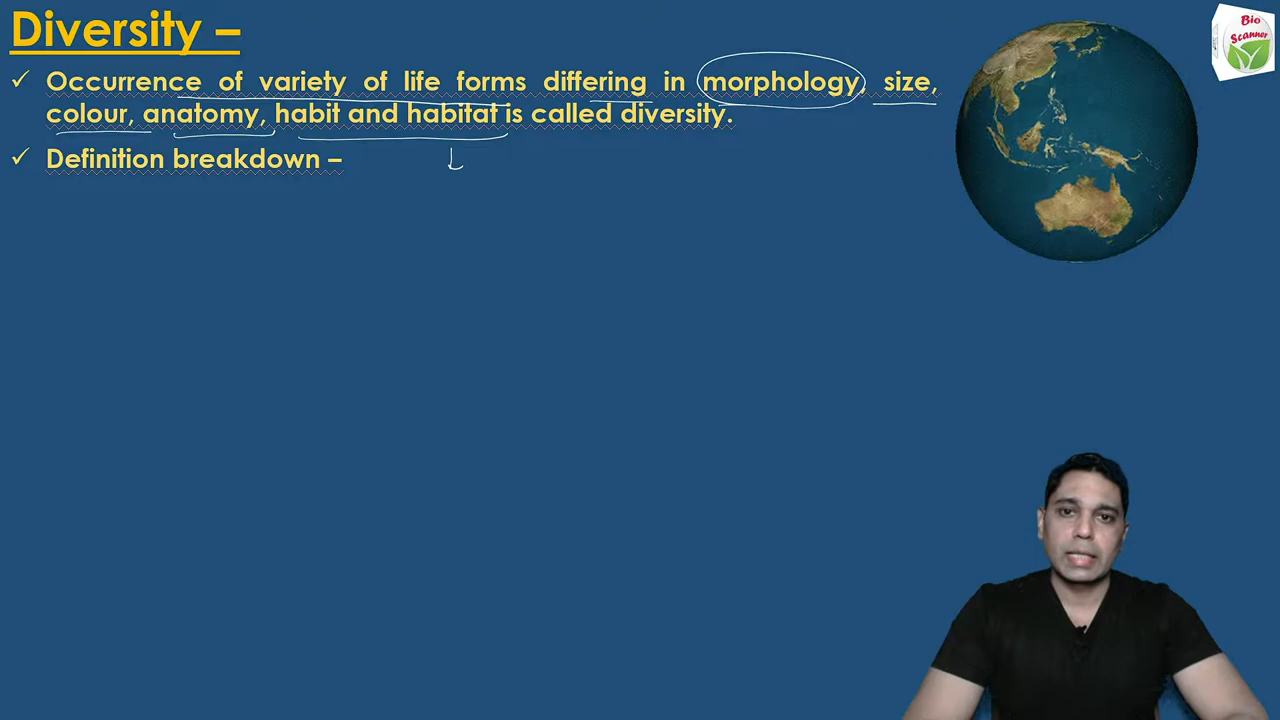 Diversity –
Bio
Scanner
✓ Occurrence of variety of life forms differing in morphology, size,
colour, anatomy, habit and habitat is called diversity.
✓ Definition breakdown –